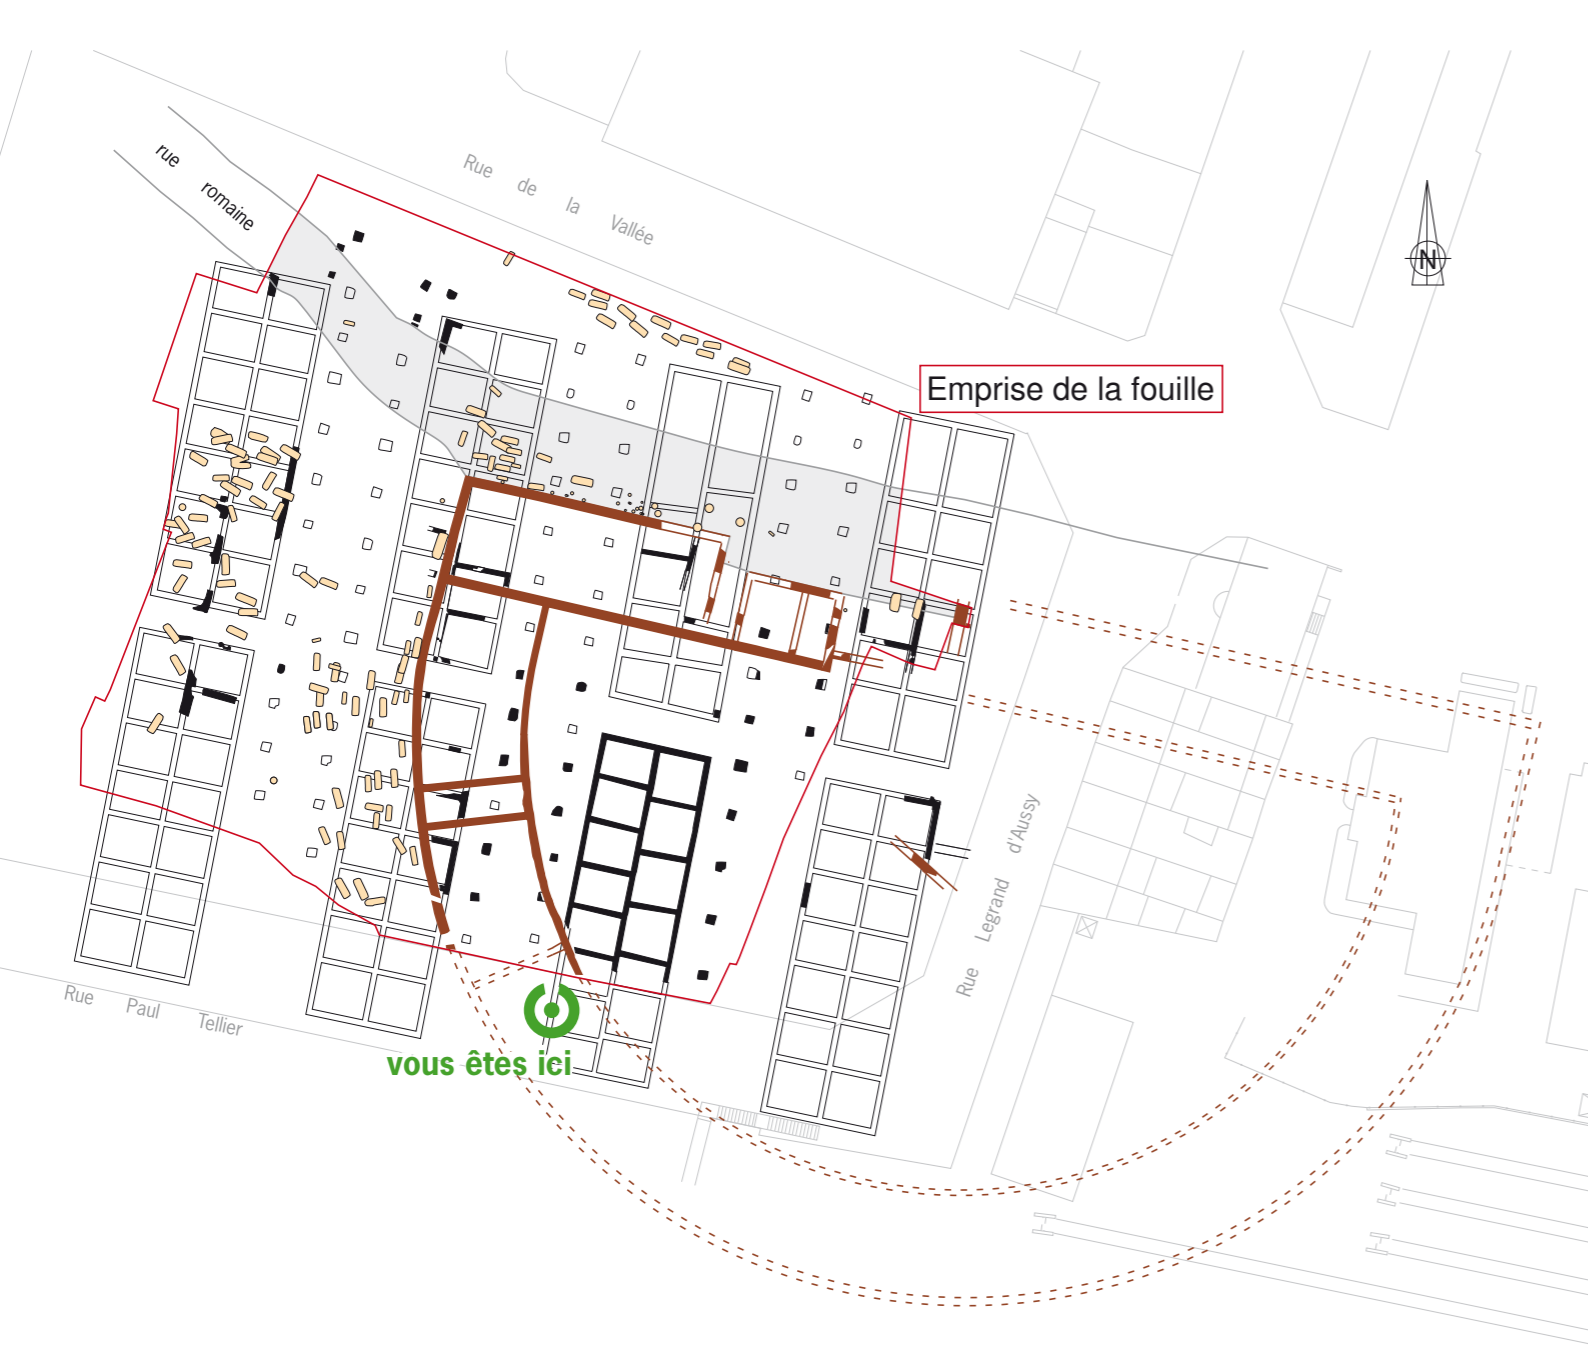 rue romaine
Rue de la Vallée
N
Emprise de la fouille
Rue Legrand d'Aussy
Rue Paul Tellier
vous êtes ici